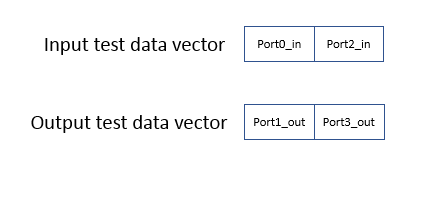 Input test data vector Port0_in Port2_in
Output test data vector Port1_out Port3_out